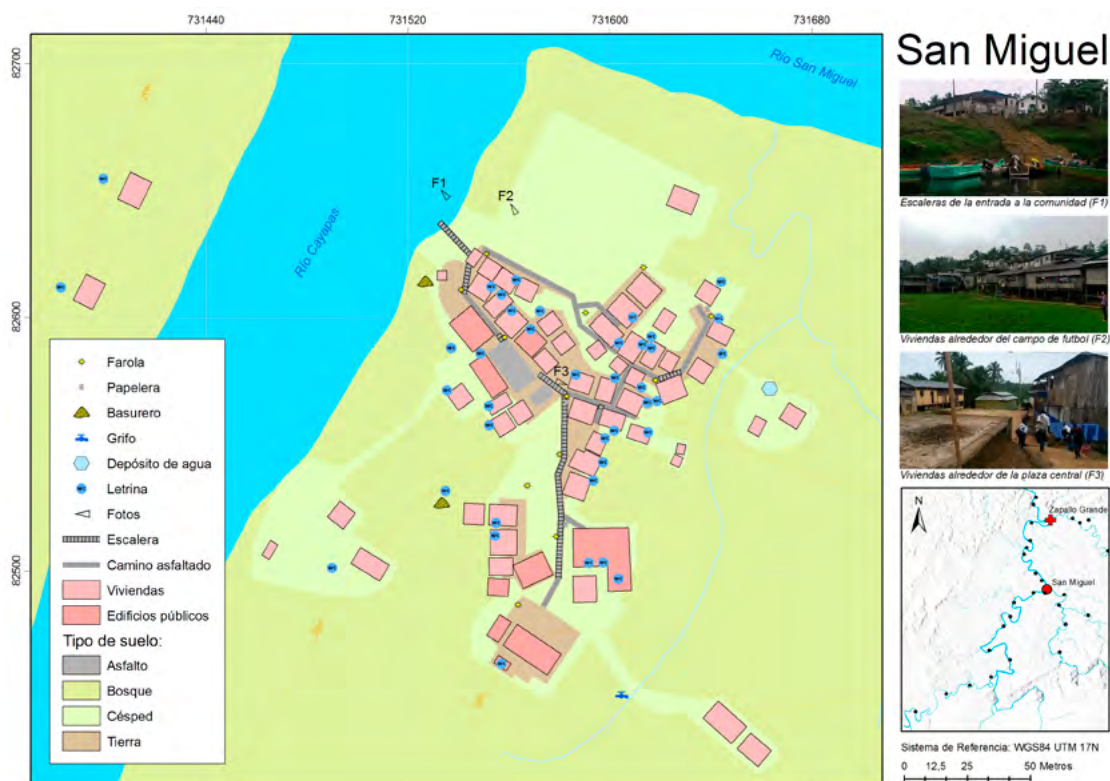 731440
731520
731600
731680
San Miguel
82700
Río San Miguel
F1
F2
Río Cayapas
Escaleras de la entrada a la comunidad (F1)
82600
F3
Viviendas alrededor del campo de futbol (F2)
Farola
Papelera
Basurero
Grifo
Depósito de agua
Letrina
Fotos
Escalera
Camino asfaltado
Viviendas
Edificios públicos
Tipo de suelo:
Asfalto
Bosque
Césped
Tierra
Viviendas alrededor de la plaza central (F3)
82500
N
Zapallo Grande
San Miguel
Sistema de Referencia: WGS84 UTM 17N
0 12,5 25 50 Metros